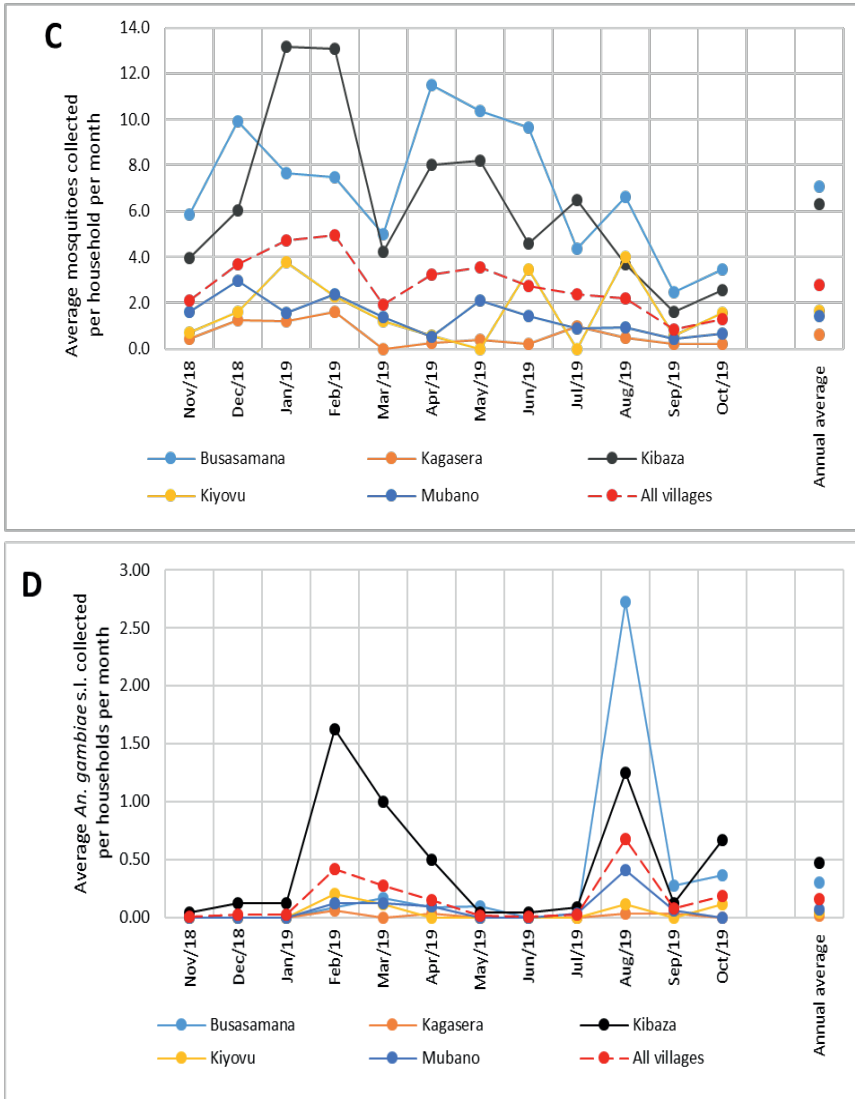 C
Average mosquitoes collected
per household per month
14.0
12.0
10.0
8.0
6.0
4.0
2.0
0.0
Nov/18
Dec/18
Jan/19
Feb/19
Mar/19
Apr/19
May/19
Jun/19
Jul/19
Aug/19
Sep/19
Oct/19
Annual average
Busasamana
Kagasera
Kibaza
Kiyovu
Mubano
All villages
D
Average An. gambiae s.l. collected
per households per month
3.00
2.50
2.00
1.50
1.00
0.50
0.00
Nov/18
Dec/18
Jan/19
Feb/19
Mar/19
Apr/19
May/19
Jun/19
Jul/19
Aug/19
Sep/19
Oct/19
Annual average
Busasamana
Kagasera
Kibaza
Kiyovu
Mubano
All villages